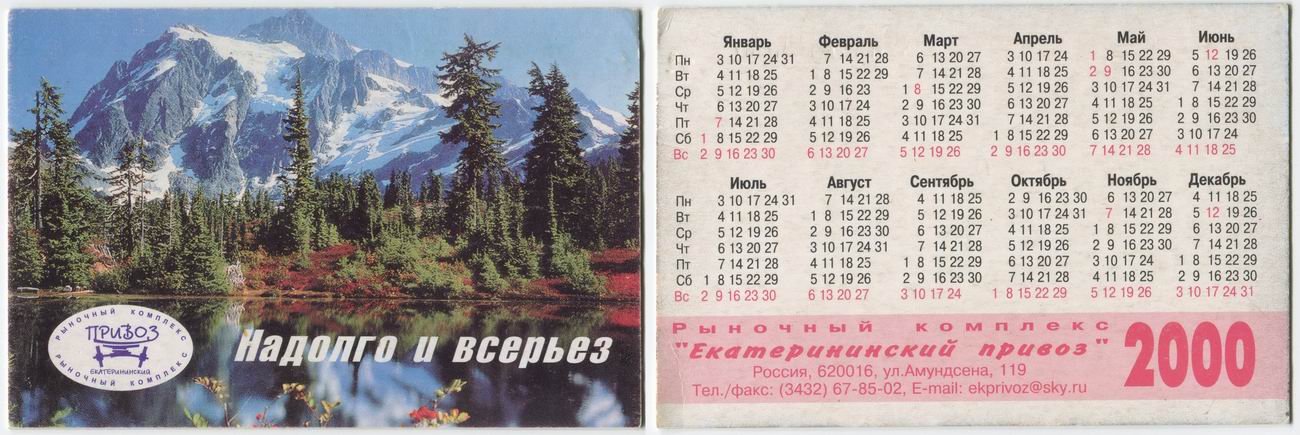 РЫНОЧНЫЙ КОМПЛЕКС
ПРИВОЗ
ЕКАТЕРИНИНСКИЙ
РЫНОЧНЫЙ КОМПЛЕКС
Надолго и всерьез
Январь Февраль Март Апрель Май Июнь
Пн 3 10 17 24 31 7 14 21 28 6 13 20 27 3 10 17 24 1 8 15 22 29 5 12 19 26
Вт 4 11 18 25 1 8 15 22 29 7 14 21 28 4 11 18 25 2 9 16 23 30 6 13 20 27
Ср 5 12 19 26 2 9 16 23 1 8 15 22 29 5 12 19 26 3 10 17 24 31 7 14 21 28
Чт 6 13 20 27 3 10 17 24 2 9 16 23 30 6 13 20 27 4 11 18 25 1 8 15 22 29
Пт 7 14 21 28 4 11 18 25 3 10 17 24 31 7 14 21 28 5 12 19 26 2 9 16 23 30
Сб 1 8 15 22 29 5 12 19 26 4 11 18 25 1 8 15 22 29 6 13 20 27 3 10 17 24
Вс 2 9 16 23 30 6 13 20 27 5 12 19 26 2 9 16 23 30 7 14 21 28 4 11 18 25
Июль Август Сентябрь Октябрь Ноябрь Декабрь
Пн 3 10 17 24 31 7 14 21 28 4 11 18 25 2 9 16 23 30 6 13 20 27 4 11 18 25
Вт 4 11 18 25 1 8 15 22 29 5 12 19 26 3 10 17 24 31 7 14 21 28 5 12 19 26
Ср 5 12 19 26 2 9 16 23 30 6 13 20 27 4 11 18 25 1 8 15 22 29 6 13 20 27
Чт 6 13 20 27 3 10 17 24 31 7 14 21 28 5 12 19 26 2 9 16 23 30 7 14 21 28
Пт 7 14 21 28 4 11 18 25 1 8 15 22 29 6 13 20 27 3 10 17 24 1 8 15 22 29
Сб 1 8 15 22 29 5 12 19 26 2 9 16 23 30 7 14 21 28 4 11 18 25 2 9 16 23 30
Вс 2 9 16 23 30 6 13 20 27 3 10 17 24 1 8 15 22 29 5 12 19 26 3 10 17 24 31
Рыночный комплекс
"Екатерининский привоз"
Россия, 620016, ул.Амундсена, 119
Тел./факс: (3432) 67-85-02, E-mail: ekprivoz@sky.ru
2000